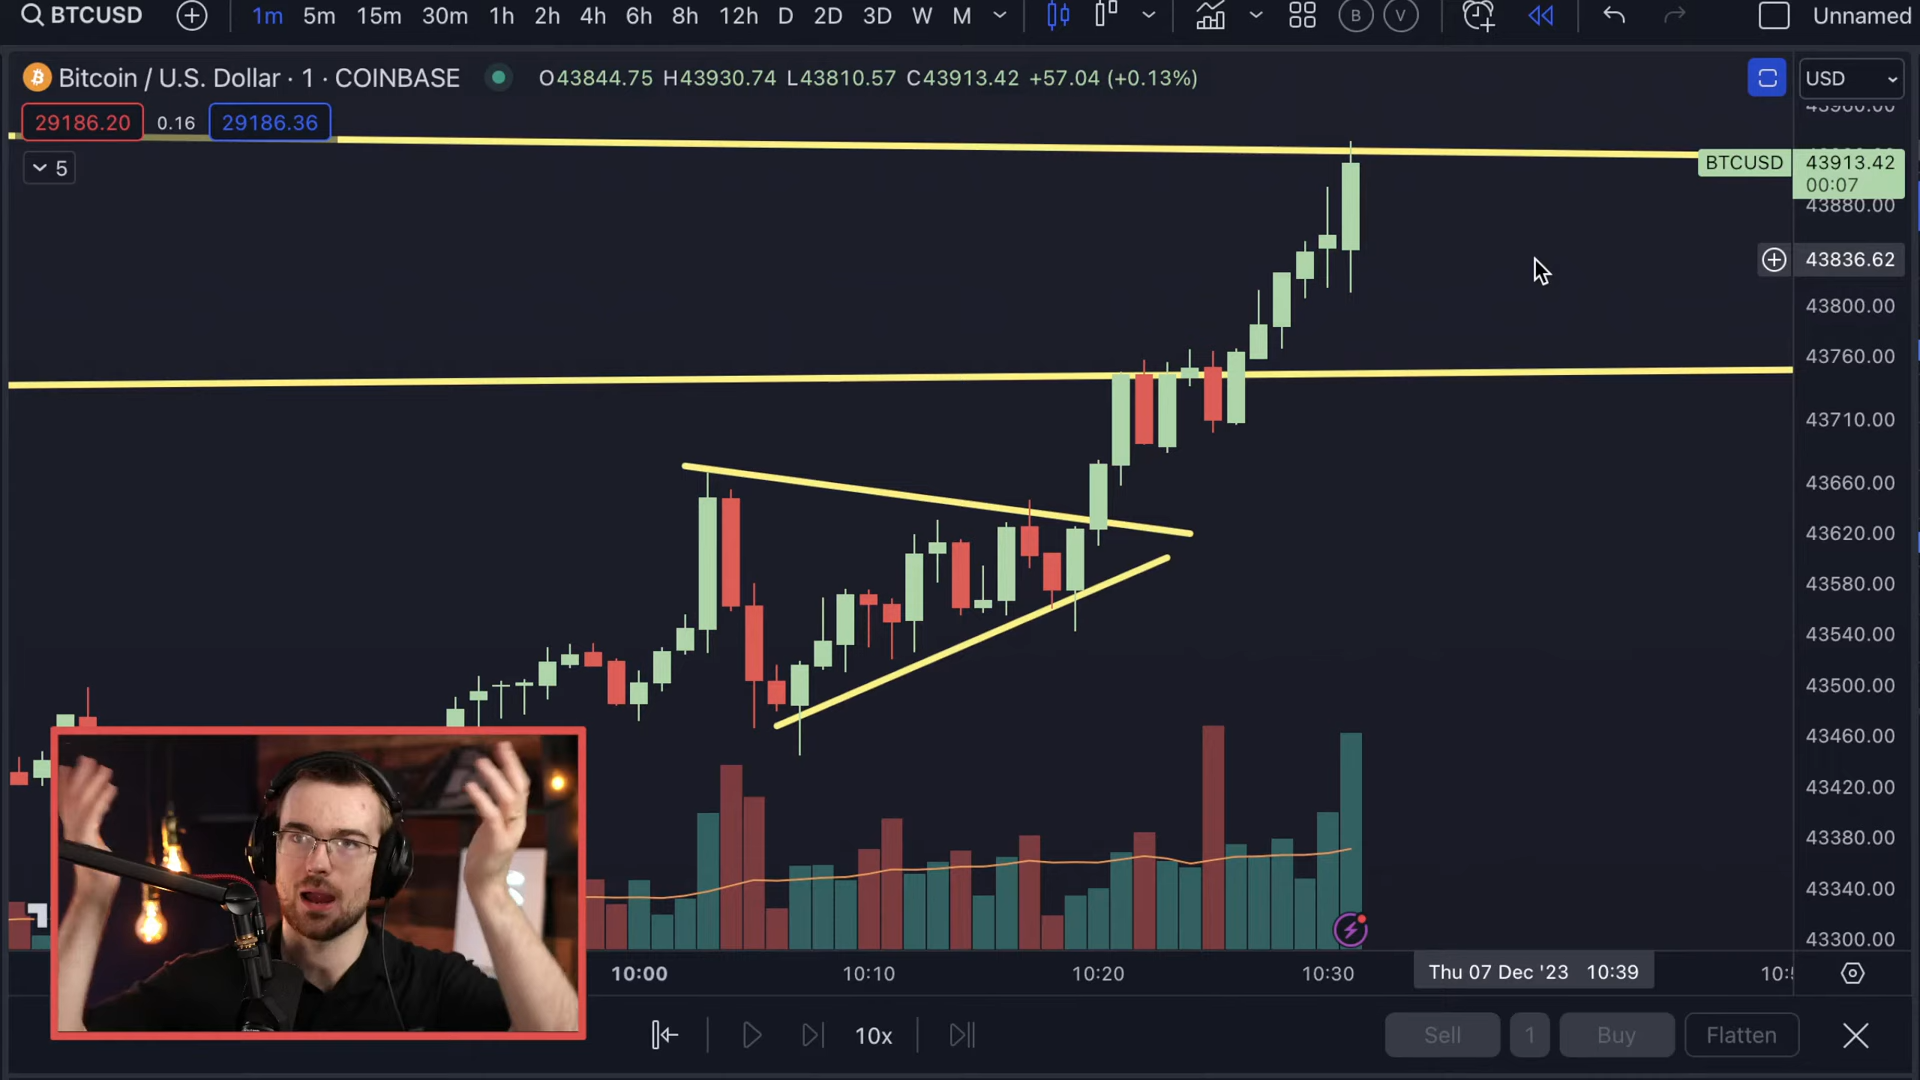 BTCUSD 1m 5m 15m 30m 1h 2h 4h 6h 8h 12h D 2D 3D W M B V Unnamed
Bitcoin / U.S. Dollar · 1 · COINBASE O43844.75 H43930.74 L43810.57 C43913.42 +57.04 (+0.13%) USD
29186.20 0.16 29186.36
5
BTCUSD 43913.42
00:07
43880.00
43836.62
43800.00
43760.00
43710.00
43660.00
43620.00
43580.00
43540.00
43500.00
43460.00
43420.00
43380.00
43340.00
43300.00
10:00 10:10 10:20 10:30 Thu 07 Dec '23 10:39
10x Sell 1 Buy Flatten